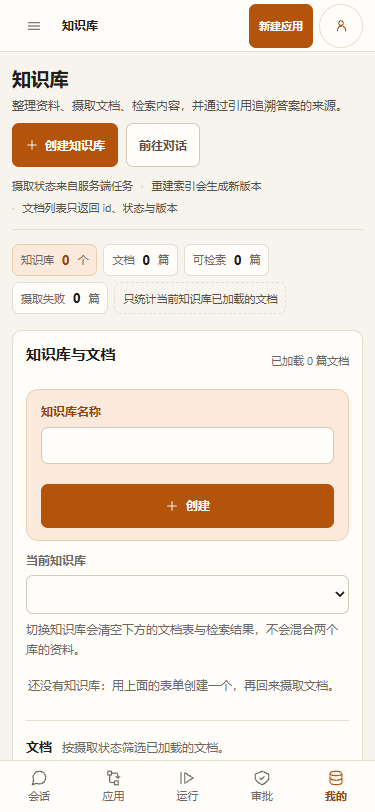 知识库
新建应用
知识库
整理资料、摄取文档、检索内容，并通过引用追溯答案的来源。
创建知识库
前往对话
摄取状态来自服务端任务 · 重建索引会生成新版本
· 文档列表只返回 id、状态与版本
知识库 0 个
文档 0 篇
可检索 0 篇
摄取失败 0 篇
只统计当前知识库已加载的文档
知识库与文档
已加载 0 篇文档
知识库名称
创建
当前知识库
切换知识库会清空下方的文档表与检索结果，不会混合两个
库的资料。
还没有知识库：用上面的表单创建一个，再回来摄取文档。
文档 按摄取状态筛选已加载的文档。
会话
应用
运行
审批
我的